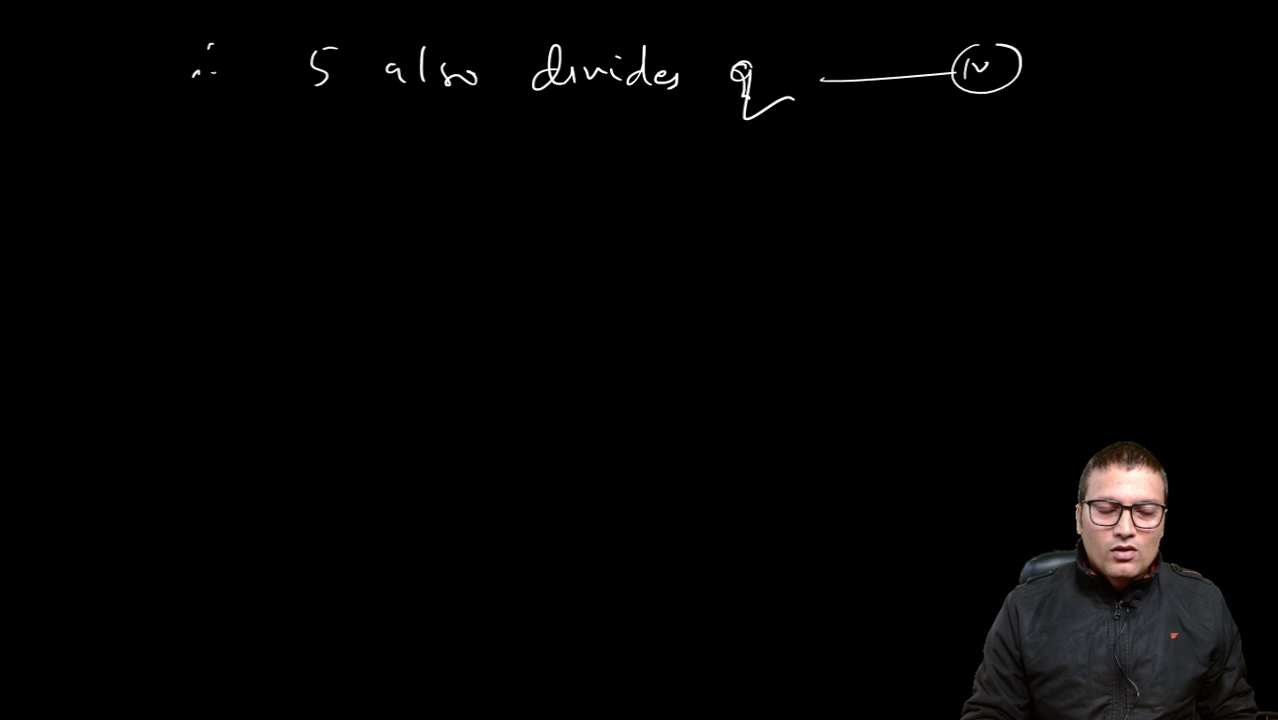 ∴ 5 also divides q —— (iv)